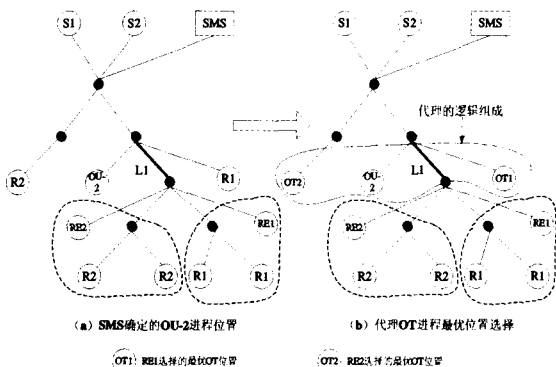 S1 S2 SMS
S1 S2 SMS
代理的逻辑组成
R2 OU-2 L1 R1
OT2 OU-2 L1 OT1
RE2 RE1
RE2 RE1
R2 R2 R1 R1
R2 R2 R1 R1
(a) SMS确定的OU-2进程位置
(b) 代理OT进程最优位置选择
OT1 RE1选择的最优OT位置
OT2 RE2选择的最优OT位置